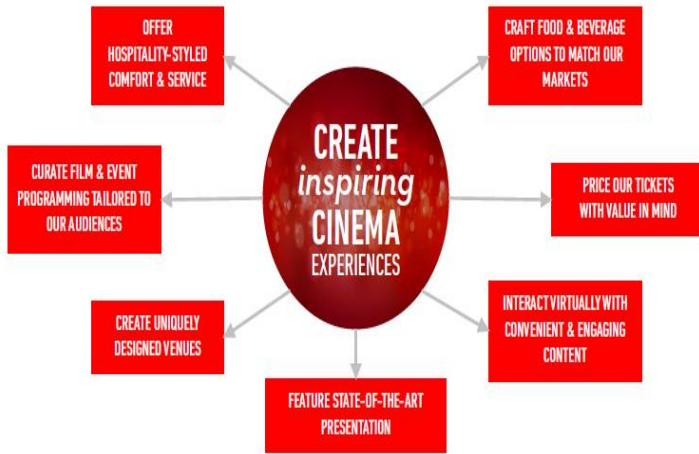 OFFER
HOSPITALITY-STYLED
COMFORT & SERVICE
CRAFT FOOD & BEVERAGE
OPTIONS TO MATCH OUR
MARKETS
CREATE
inspiring
CINEMA
EXPERIENCES
CURATE FILM & EVENT
PROGRAMMING TAILORED TO
OUR AUDIENCES
PRICE OUR TICKETS
WITH VALUE IN MIND
CREATE UNIQUELY
DESIGNED VENUES
INTERACT VIRTUALLY WITH
CONVENIENT & ENGAGING
CONTENT
FEATURE STATE-OF-THE-ART
PRESENTATION